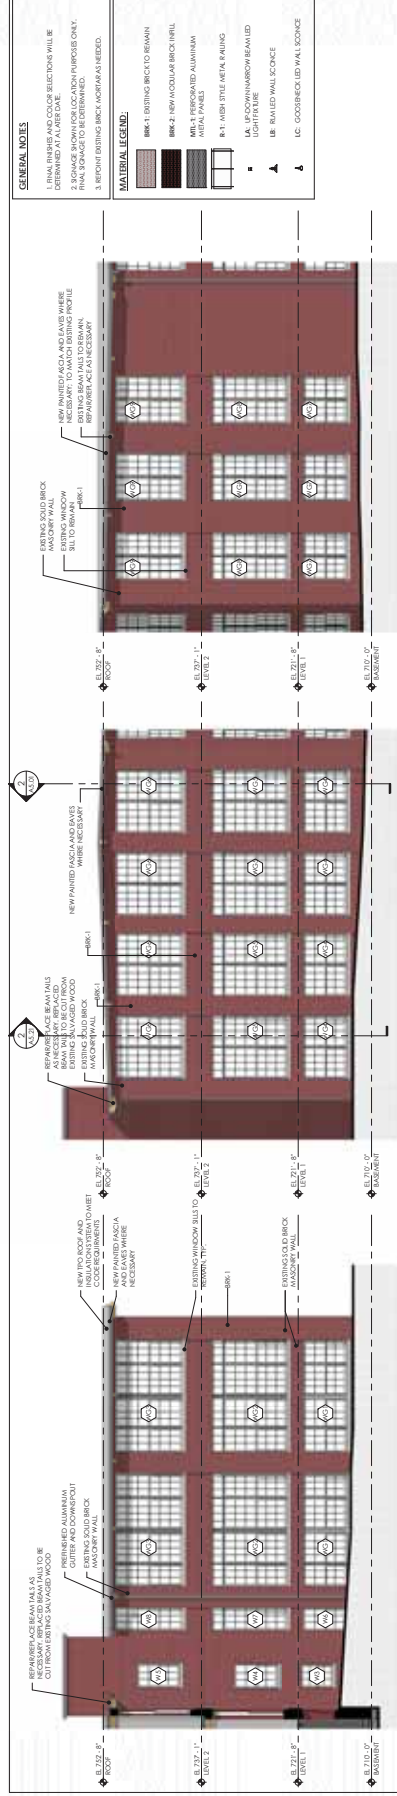 REPAIR/REPLACE BEAM TAILS AS
NECESSARY. REPLACED BEAM TAILS TO BE
CUT FROM EXISTING SALVAGED WOOD
PREFINISHED ALUMINUM
GUTTER AND DOWNSPOUT
EXISTING SOLID BRICK
MASONRY WALL
NEW TPO ROOF AND
INSULATION SYSTEM TO MEET
CODE REQUIRMENTS
NEW PAINTED FASCIA
AND EAVES WHERE
NECESSARY
EXISTING WINDOW SILLS TO
REMAIN, TYP.
BRK-1
EXISTING SOLID BRICK
MASONRY WALL
EL 752' - 8"
ROOF
EL 737' - 1"
LEVEL 2
EL 721' - 8"
LEVEL 1
EL 710' - 0"
BASEMENT
W5
W4
W3
W8
W7
W6
REPAIR/REPLACE BEAM TAILS
AS NECESSARY. REPLACED
BEAM TAILS TO BE CUT FROM
EXISTING SALVAGED WOOD
EXISTING SOLID BRICK
MASONRY WALL
BRK-1
BRK-1
NEW PAINTED FASCIA AND EAVES
WHERE NECESSARY
2
A5.21
2
A5.01
EL 752' - 8"
ROOF
EL 737' - 1"
LEVEL 2
EL 721' - 8"
LEVEL 1
EL 710' - 0"
BASEMENT
EXISTING SOLID BRICK
MASONRY WALL
EXISTING WINDOW
SILL TO REMAIN
BRK-1
NEW PAINTED FASCIA AND EAVES WHERE
NECESSARY; TO MATCH EXISTING PROFILE
EXISTING BEAM TAILS TO REMAIN,
REPAIR/REPLACE AS NECESSARY
EL 752' - 8"
ROOF
EL 737' - 1"
LEVEL 2
EL 721' - 8"
LEVEL 1
EL 710' - 0"
BASEMENT
GENERAL NOTES
1. FINAL FINISHES AND COLOR SELECTIONS WILL BE
DETERMINED AT A LATER DATE.
2. SIGNAGE SHOWN FOR LOCATION PURPOSES ONLY.
FINAL SIGNAGE TO BE DETERMINED.
3. REPOINT EXISTING BRICK MORTAR AS NEEDED.
MATERIAL LEGEND:
BRK-1: EXISTING BRICK TO REMAIN
BRK-2: NEW MODULAR BRICK INFILL
MTL-1: PERFORATED ALUMINUM
METAL PANELS
R-1: MESH STYLE METAL RAILING
LA: UP-DOWN NARROW BEAM LED
LIGHT FIXTURE
LB: RLM LED WALL SCONCE
LC: GOOSENECK LED WALL SCONCE